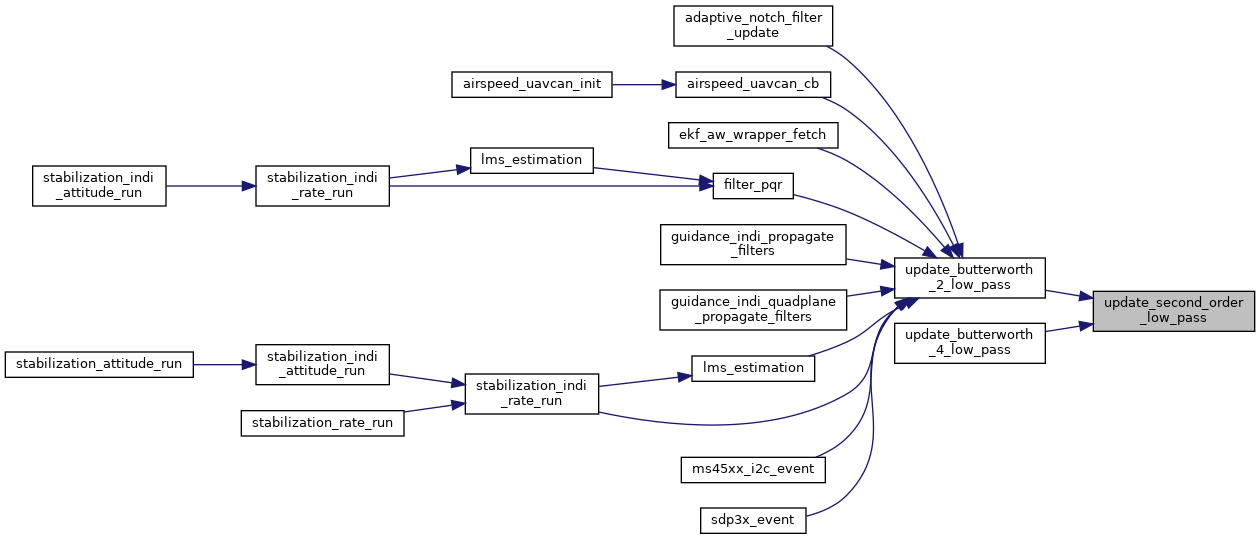 adaptive_notch_filter
_update
airspeed_uavcan_init
airspeed_uavcan_cb
ekf_aw_wrapper_fetch
lms_estimation
stabilization_indi
_attitude_run
stabilization_indi
_rate_run
filter_pqr
guidance_indi_propagate
_filters
update_butterworth
_2_low_pass
guidance_indi_quadplane
_propagate_filters
update_second_order
_low_pass
update_butterworth
_4_low_pass
stabilization_attitude_run
stabilization_indi
_attitude_run
lms_estimation
stabilization_indi
_rate_run
stabilization_rate_run
ms45xx_i2c_event
sdp3x_event